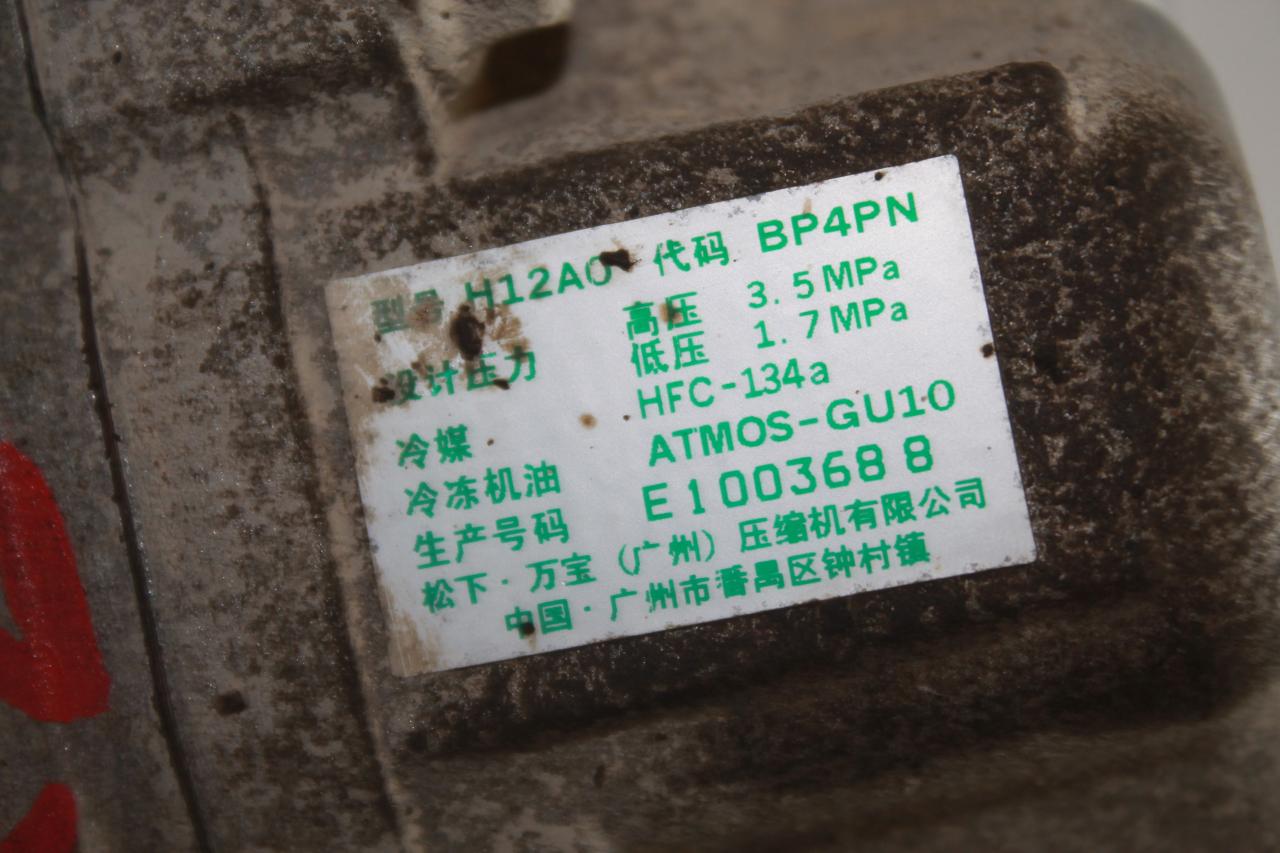 型号 H12A0 代码 BP4PN
设计压力 高压 3.5MPa
低压 1.7MPa
冷媒 HFC-134a
冷冻机油 ATMOS-GU10
生产号码 E1003688
松下·万宝（广州）压缩机有限公司
中国·广州市番禺区钟村镇